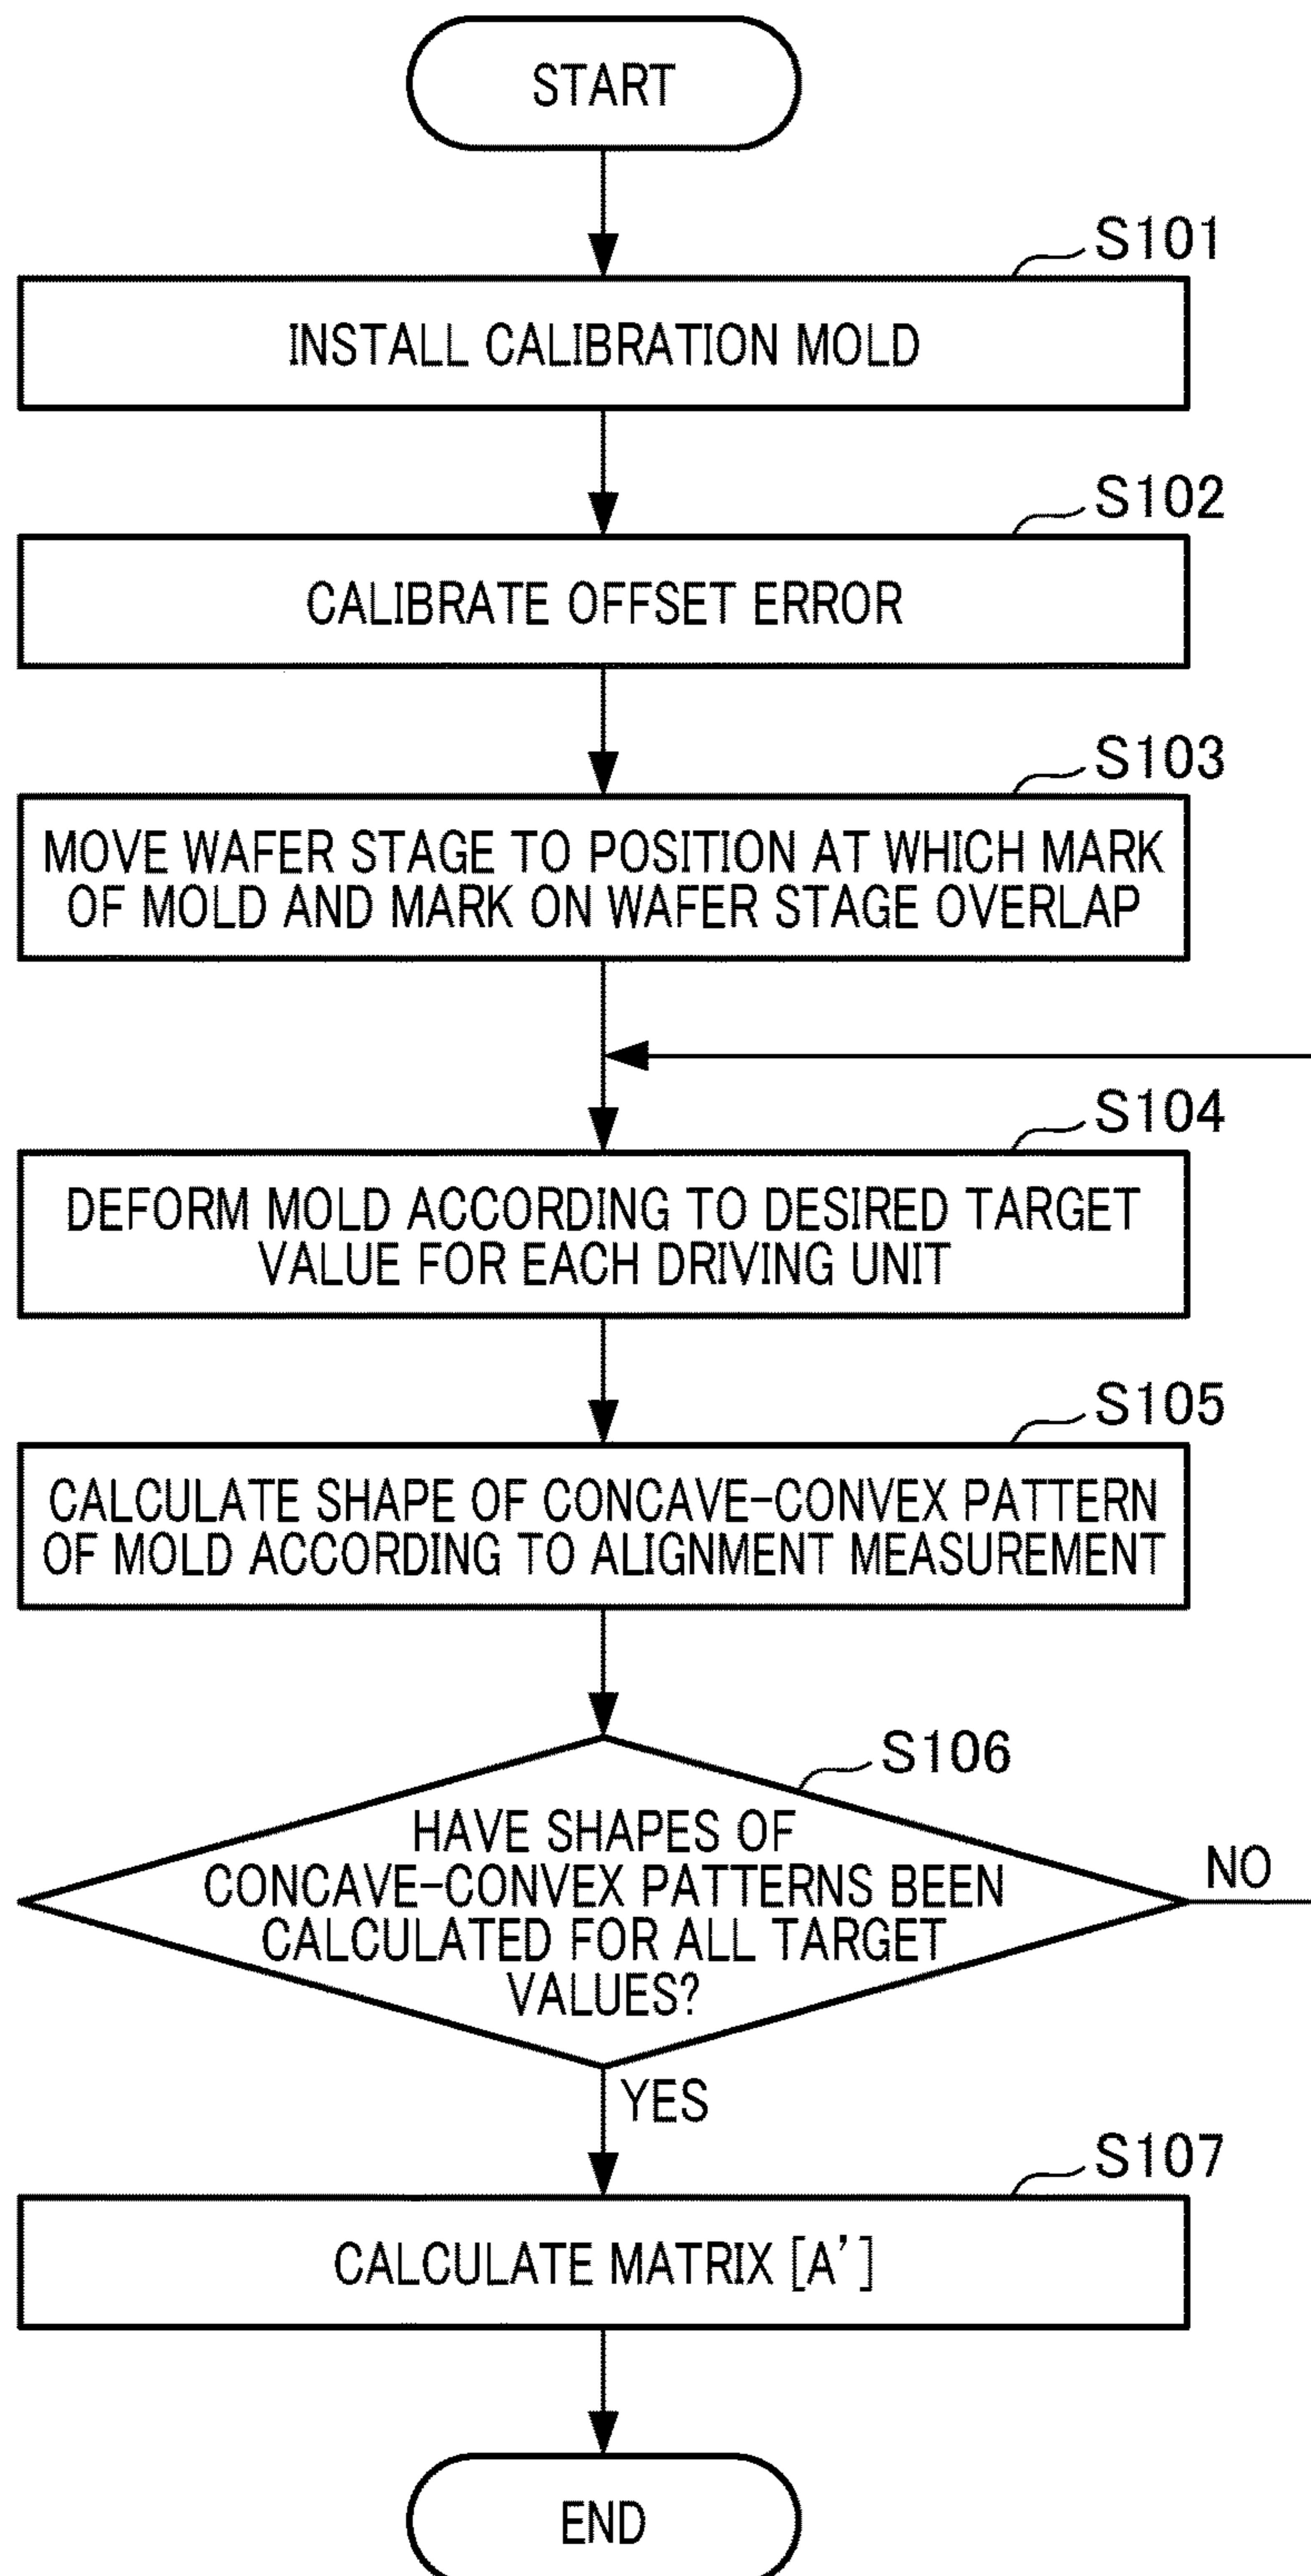 START
S101
INSTALL CALIBRATION MOLD
S102
CALIBRATE OFFSET ERROR
S103
MOVE WAFER STAGE TO POSITION AT WHICH MARK
OF MOLD AND MARK ON WAFER STAGE OVERLAP
S104
DEFORM MOLD ACCORDING TO DESIRED TARGET
VALUE FOR EACH DRIVING UNIT
S105
CALCULATE SHAPE OF CONCAVE-CONVEX PATTERN
OF MOLD ACCORDING TO ALIGNMENT MEASUREMENT
S106
HAVE SHAPES OF
CONCAVE-CONVEX PATTERNS BEEN
CALCULATED FOR ALL TARGET
VALUES?
NO
YES
S107
CALCULATE MATRIX [A']
END